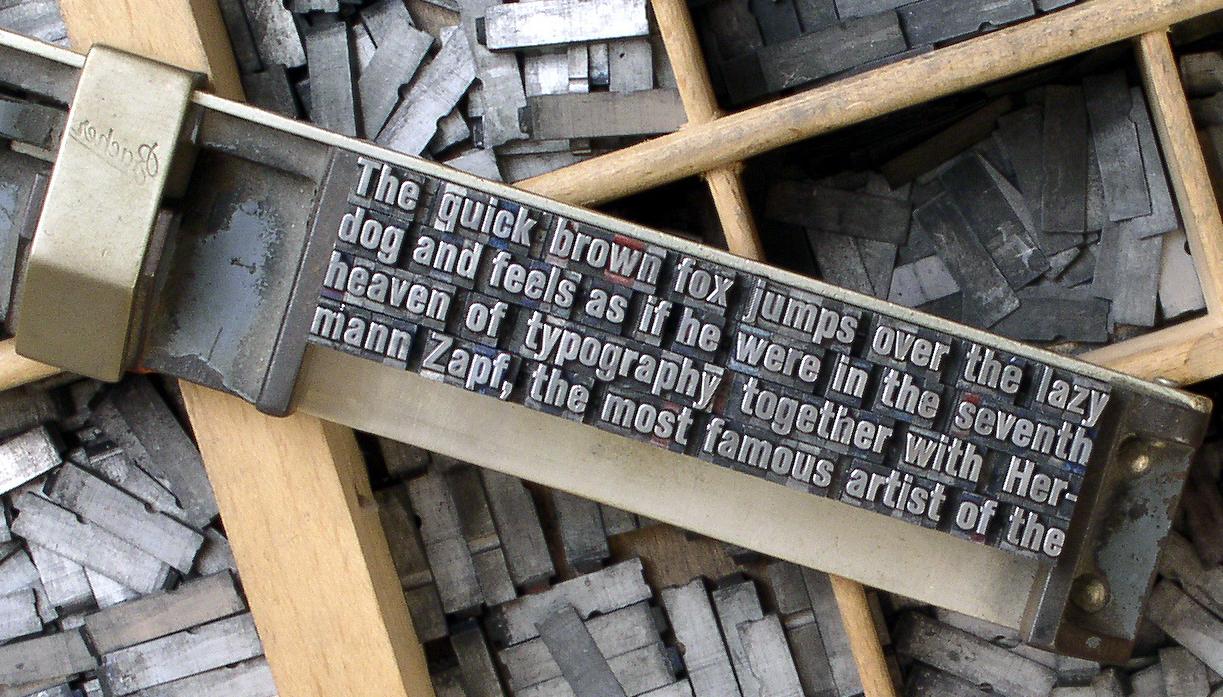 The quick brown fox jumps over the lazy
dog and feels as if he were in the seventh
heaven of typography together with Her-
mann Zapf, the most famous artist of the